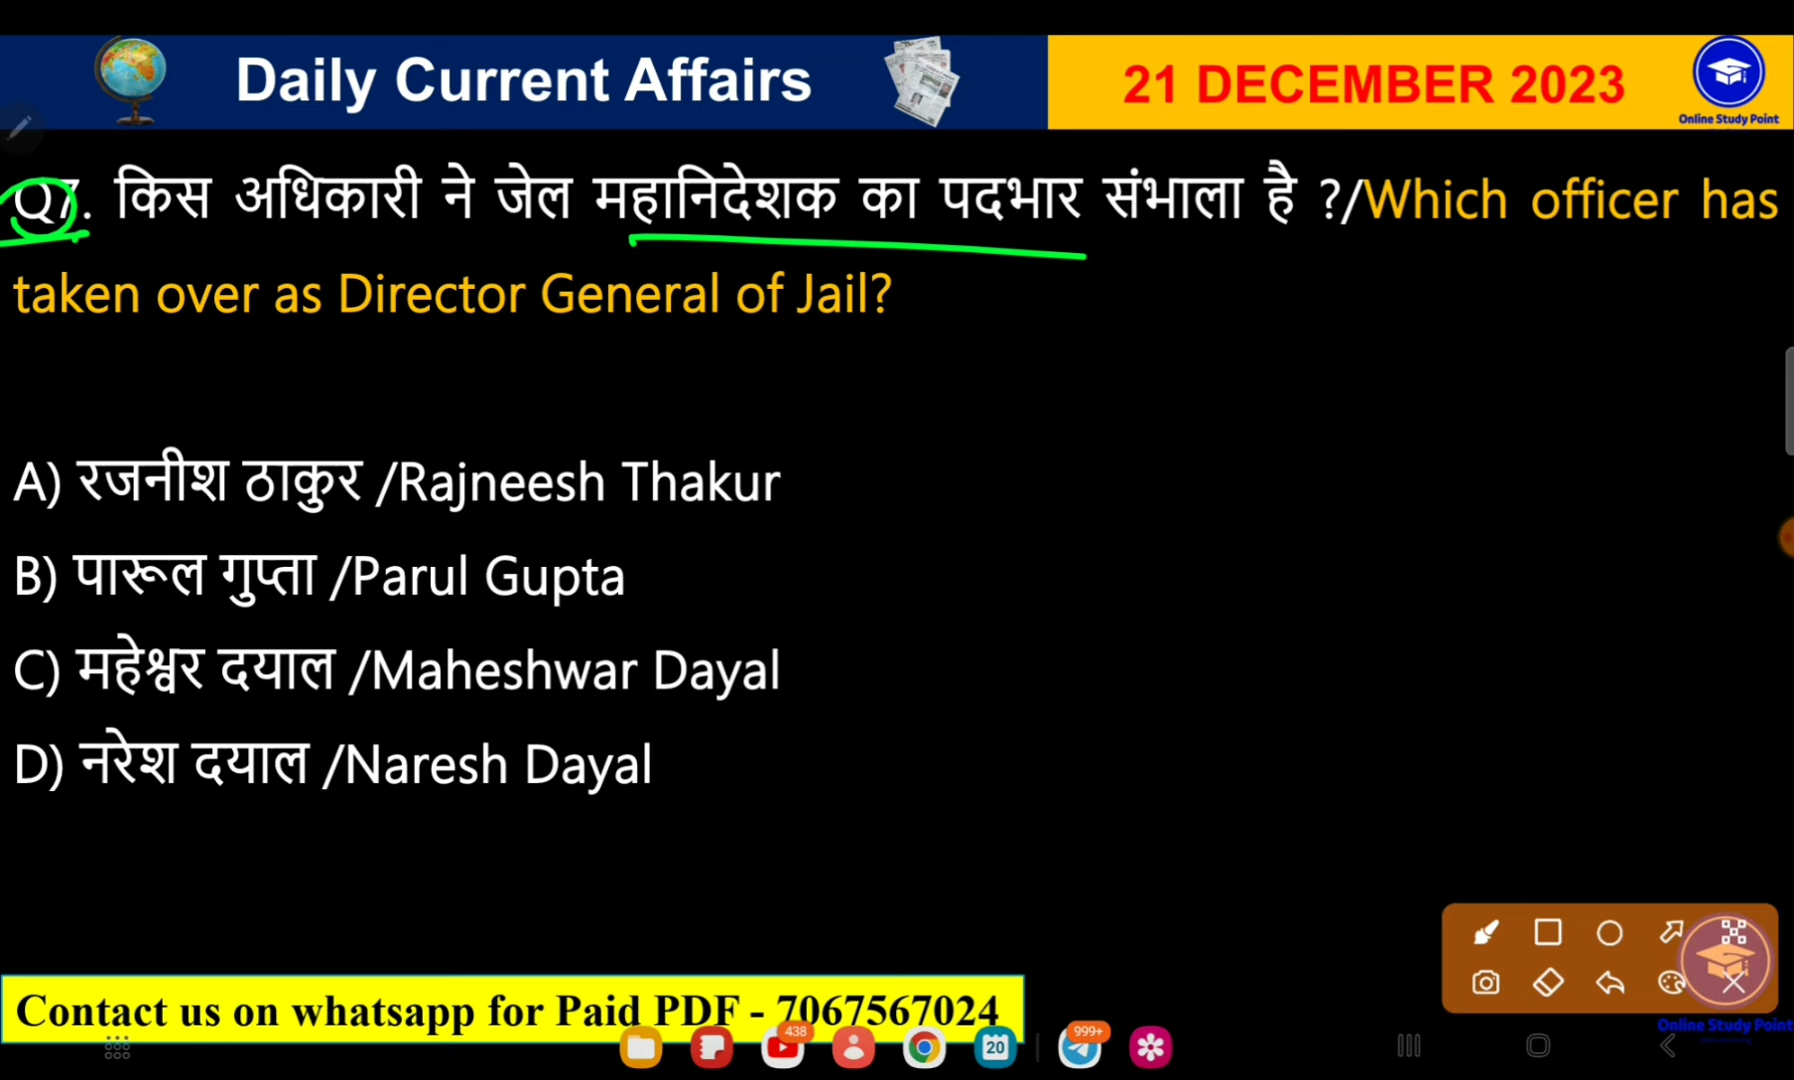 Daily Current Affairs
21 DECEMBER 2023
Online Study Point
Q7. किस अधिकारी ने जेल महानिदेशक का पदभार संभाला है ?/Which officer has
taken over as Director General of Jail?
A) रजनीश ठाकुर /Rajneesh Thakur
B) पारूल गुप्ता /Parul Gupta
C) महेश्वर दयाल /Maheshwar Dayal
D) नरेश दयाल /Naresh Dayal
Contact us on whatsapp for Paid PDF - 7067567024
Online Study Point
438
20
999+